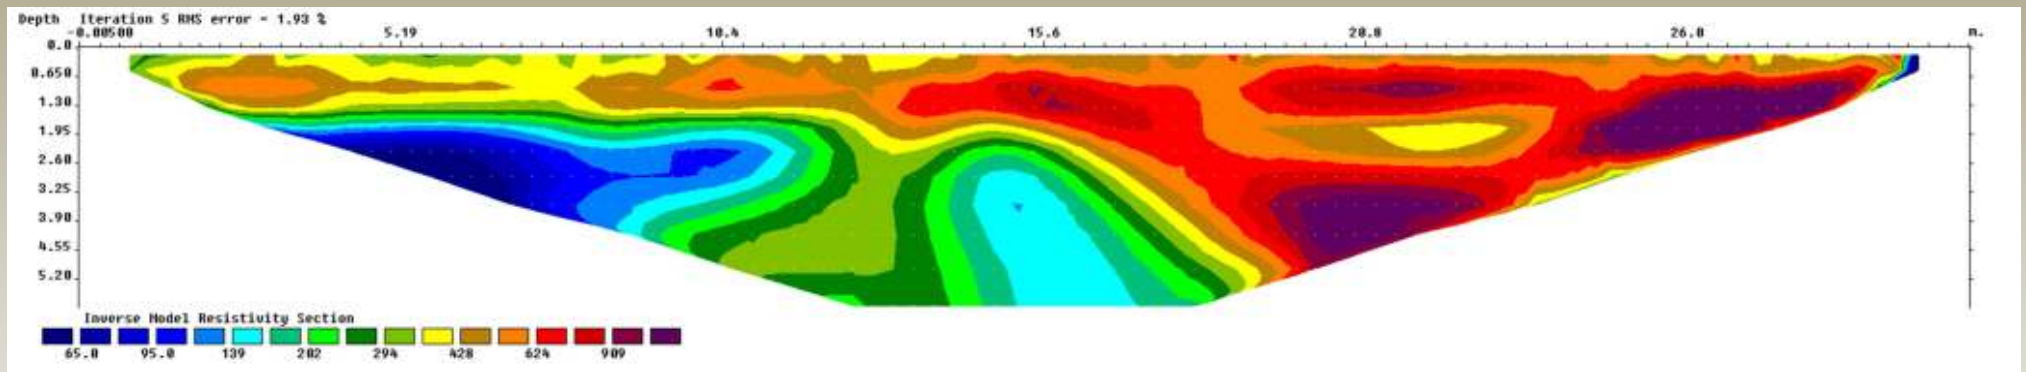 Depth Iteration 5 RMS error = 1.93 %
-0.00500 5.19 10.4 15.6 20.8 26.0 m.
0.0
0.650
1.30
1.95
2.60
3.25
3.90
4.55
5.20
Inverse Model Resistivity Section
65.0 95.0 139 202 294 428 624 909